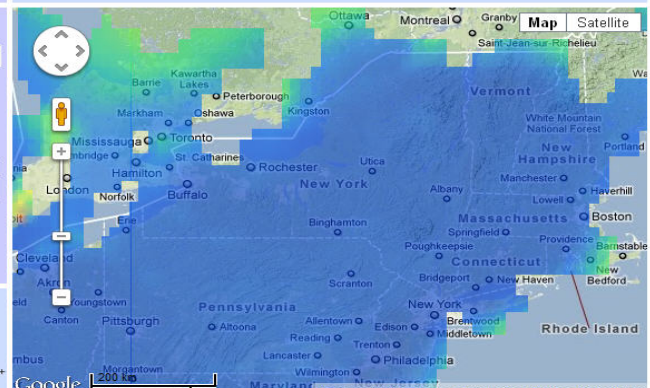 Ottawa
Montreal
Granby
Map
Satellite
Saint-Jean-sur-Richelieu
Barrie
Kawartha
Lakes
Peterborough
Kingston
Vermont
Markham
Oshawa
White Mountain
National Forest
Mississauga
Toronto
New
Hampshire
Portland
Hamilton
St. Catharines
Rochester
Utica
London
Norfolk
Buffalo
New York
Albany
Manchester
Haverhill
Lowell
Erie
Binghamton
Massachusetts
Boston
Springfield
Poughkeepsie
Providence
Barnstable
Cleveland
Connecticut
New
Bedford
Akron
Scranton
Bridgeport
New Haven
Youngstown
Canton
Pittsburgh
Pennsylvania
Altoona
Allentown
Edison
New York
Brentwood
Middletown
Rhode Island
Reading
Trenton
Lancaster
Philadelphia
Morgantown
Wilmington
Google
200 km
Maryland
New Jersey